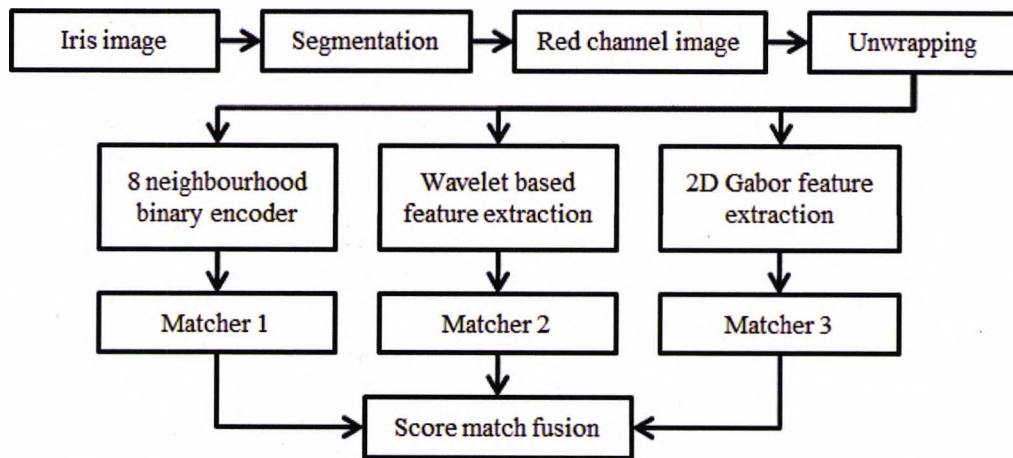 Iris image
Segmentation
Red channel image
Unwrapping
8 neighbourhood
binary encoder
Wavelet based
feature extraction
2D Gabor feature
extraction
Matcher 1
Matcher 2
Matcher 3
Score match fusion